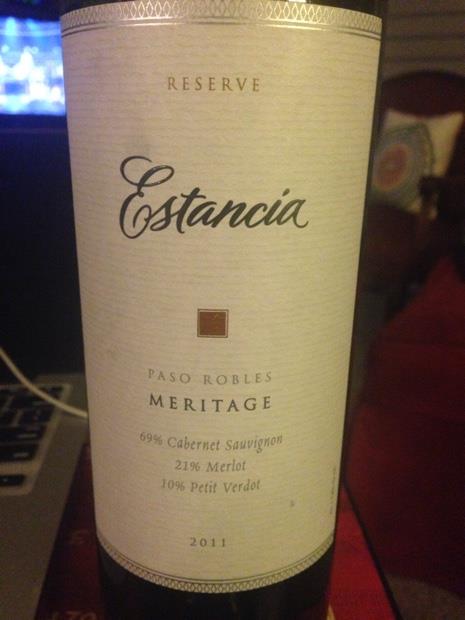 RESERVE
Estancia
PASO ROBLES
MERITAGE
69% Cabernet Sauvignon
21% Merlot
10% Petit Verdot
2011